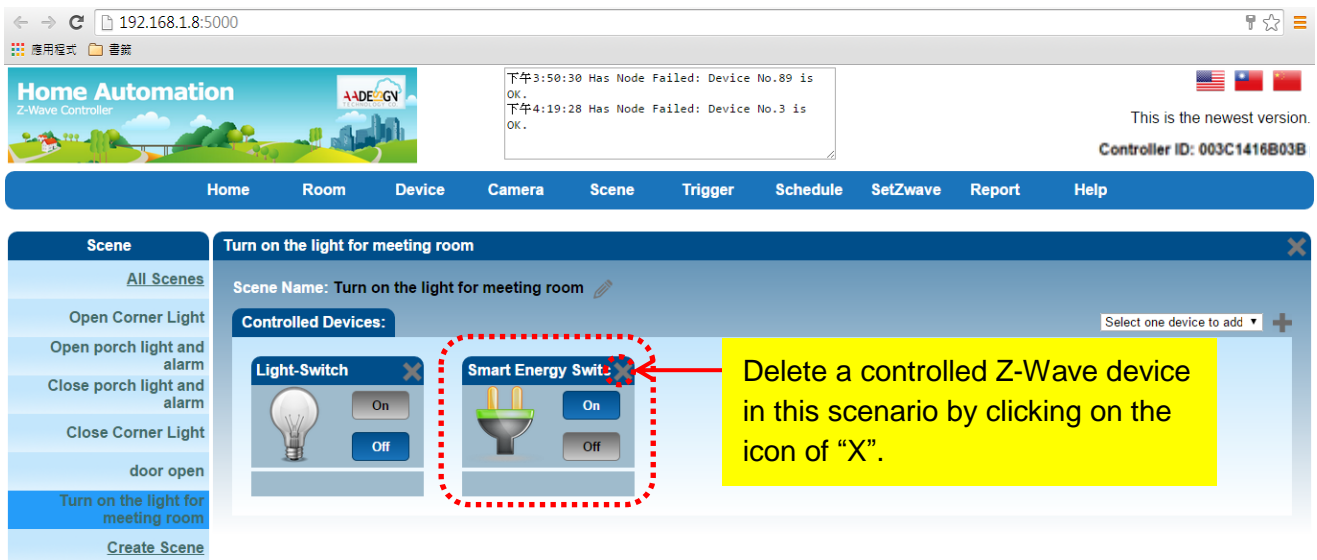 192.168.1.8:5000
應用程式 書籤
Home Automation
Z-Wave Controller
AADESIGN
TECHNOLOGY CO.
下午3:50:30 Has Node Failed: Device No.89 is
OK.
下午4:19:28 Has Node Failed: Device No.3 is
OK.
This is the newest version.
Controller ID: 003C1416B03B
Home Room Device Camera Scene Trigger Schedule SetZwave Report Help
Scene
All Scenes
Open Corner Light
Open porch light and
alarm
Close porch light and
alarm
Close Corner Light
door open
Turn on the light for
meeting room
Create Scene
Turn on the light for meeting room
Scene Name: Turn on the light for meeting room
Controlled Devices:
Select one device to add
Light-Switch
On
Off
Smart Energy Switc
On
Off
Delete a controlled Z-Wave device
in this scenario by clicking on the
icon of “X”.